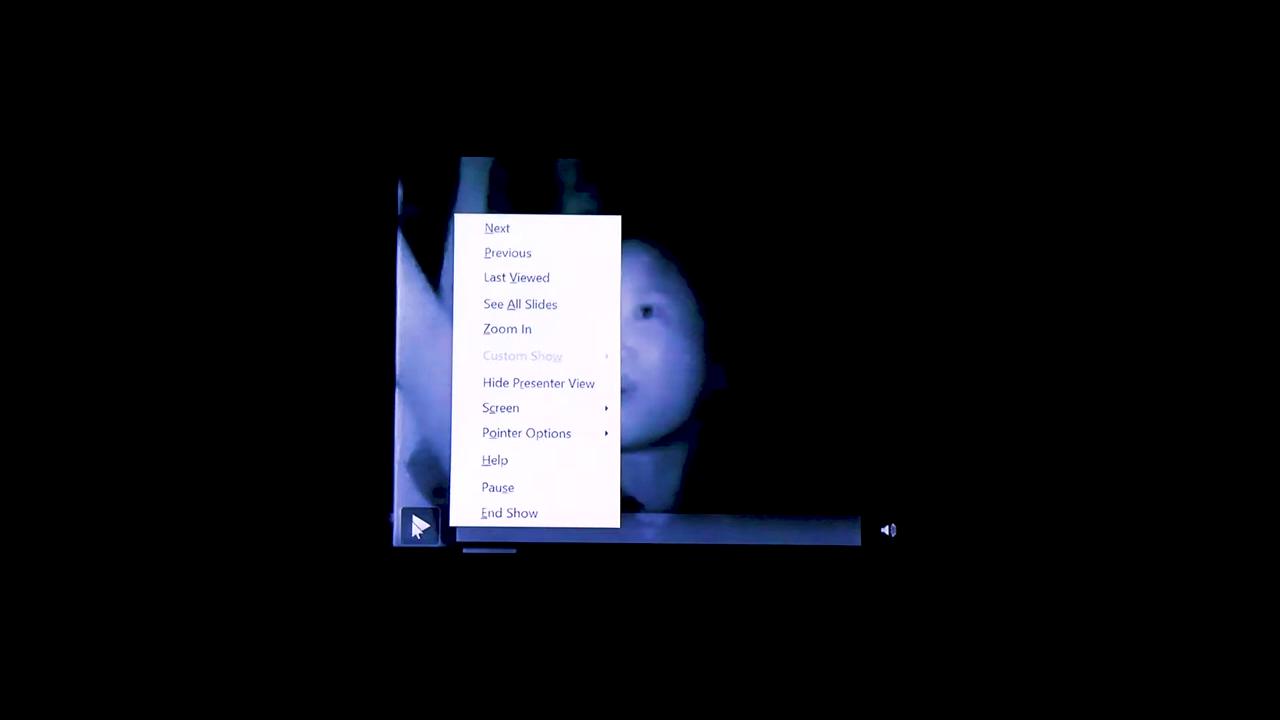 Next
Previous
Last Viewed
See All Slides
Zoom In
Custom Show
Hide Presenter View
Screen
Pointer Options
Help
Pause
End Show